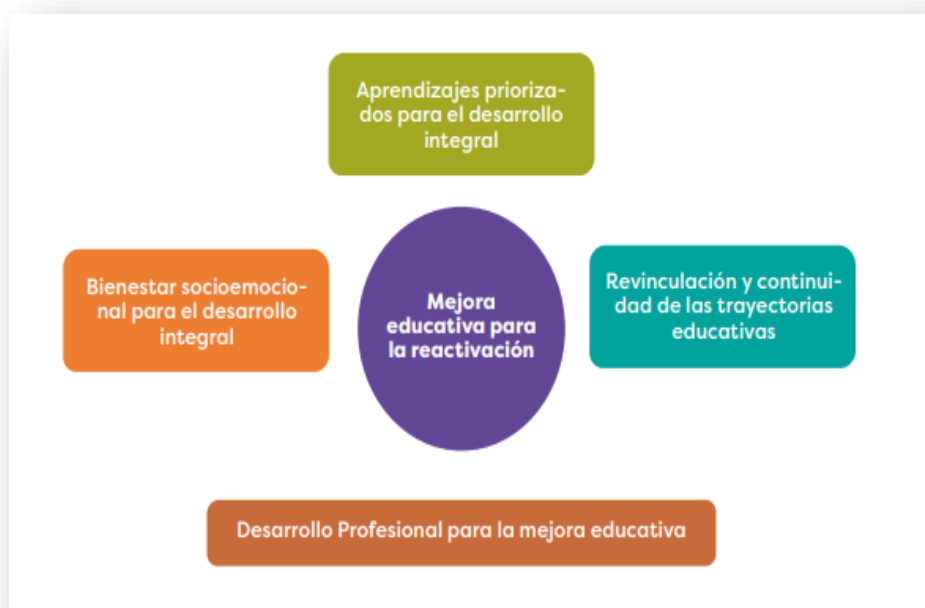 Aprendizajes prioriza-
dos para el desarrollo
integral
Bienestar socioemocio-
nal para el desarrollo
integral
Mejora
educativa para
la reactivación
Revinculación y continui-
dad de las trayectorias
educativas
Desarrollo Profesional para la mejora educativa